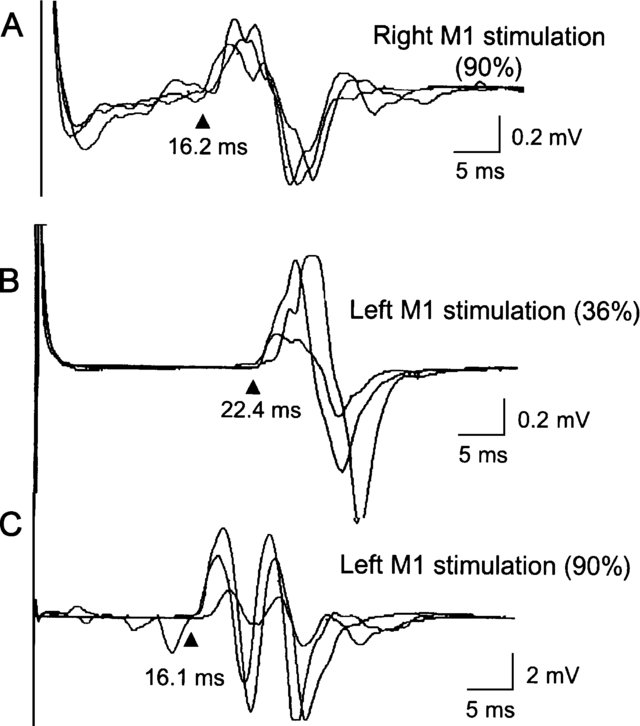 A
Right M1 stimulation
(90%)
▲
16.2 ms
0.2 mV
5 ms
B
Left M1 stimulation (36%)
▲
22.4 ms
0.2 mV
5 ms
C
Left M1 stimulation (90%)
▲
16.1 ms
2 mV
5 ms